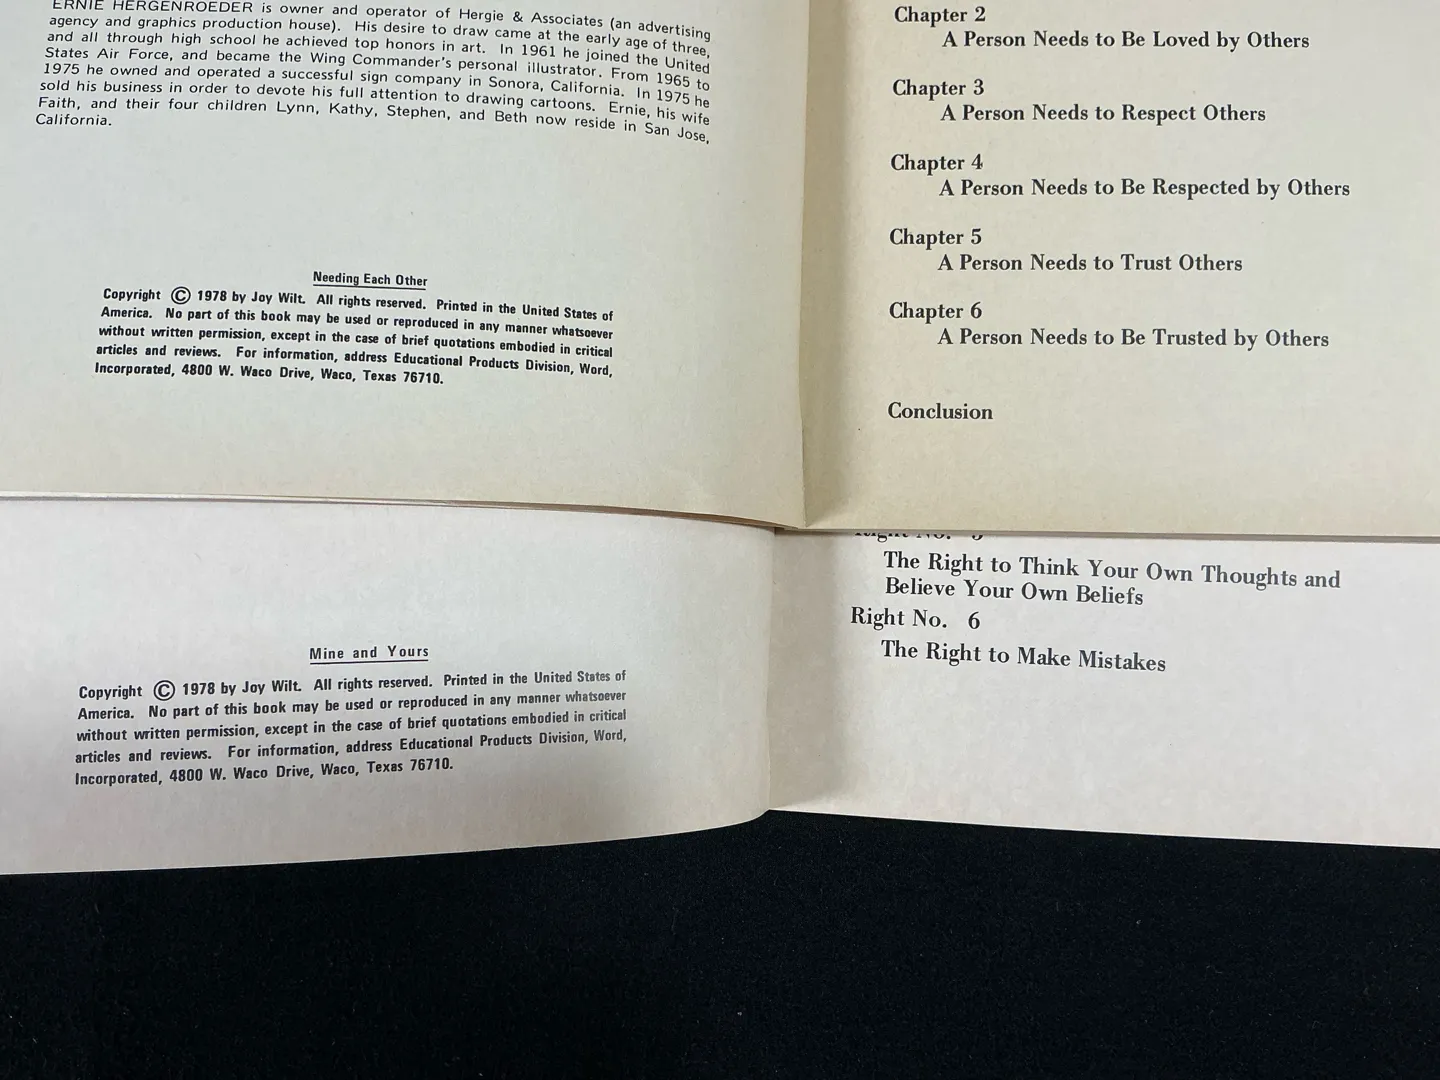 ERNIE HERGENROEDER is owner and operator of Hergie & Associates (an advertising
agency and graphics production house). His desire to draw came at the early age of three,
and all through high school he achieved top honors in art. In 1961 he joined the United
States Air Force, and became the Wing Commander's personal illustrator. From 1965 to
1975 he owned and operated a successful sign company in Sonora, California. In 1975 he
sold his business in order to devote his full attention to drawing cartoons. Ernie, his wife
Faith, and their four children Lynn, Kathy, Stephen, and Beth now reside in San Jose,
California.
Needing Each Other
Copyright © 1978 by Joy Wilt. All rights reserved. Printed in the United States of
America. No part of this book may be used or reproduced in any manner whatsoever
without written permission, except in the case of brief quotations embodied in critical
articles and reviews. For information, address Educational Products Division, Word,
Incorporated, 4800 W. Waco Drive, Waco, Texas 76710.
Chapter 2
A Person Needs to Be Loved by Others
Chapter 3
A Person Needs to Respect Others
Chapter 4
A Person Needs to Be Respected by Others
Chapter 5
A Person Needs to Trust Others
Chapter 6
A Person Needs to Be Trusted by Others
Conclusion
Mine and Yours
Copyright © 1978 by Joy Wilt. All rights reserved. Printed in the United States of
America. No part of this book may be used or reproduced in any manner whatsoever
without written permission, except in the case of brief quotations embodied in critical
articles and reviews. For information, address Educational Products Division, Word,
Incorporated, 4800 W. Waco Drive, Waco, Texas 76710.
Right No. 5
The Right to Think Your Own Thoughts and
Believe Your Own Beliefs
Right No. 6
The Right to Make Mistakes